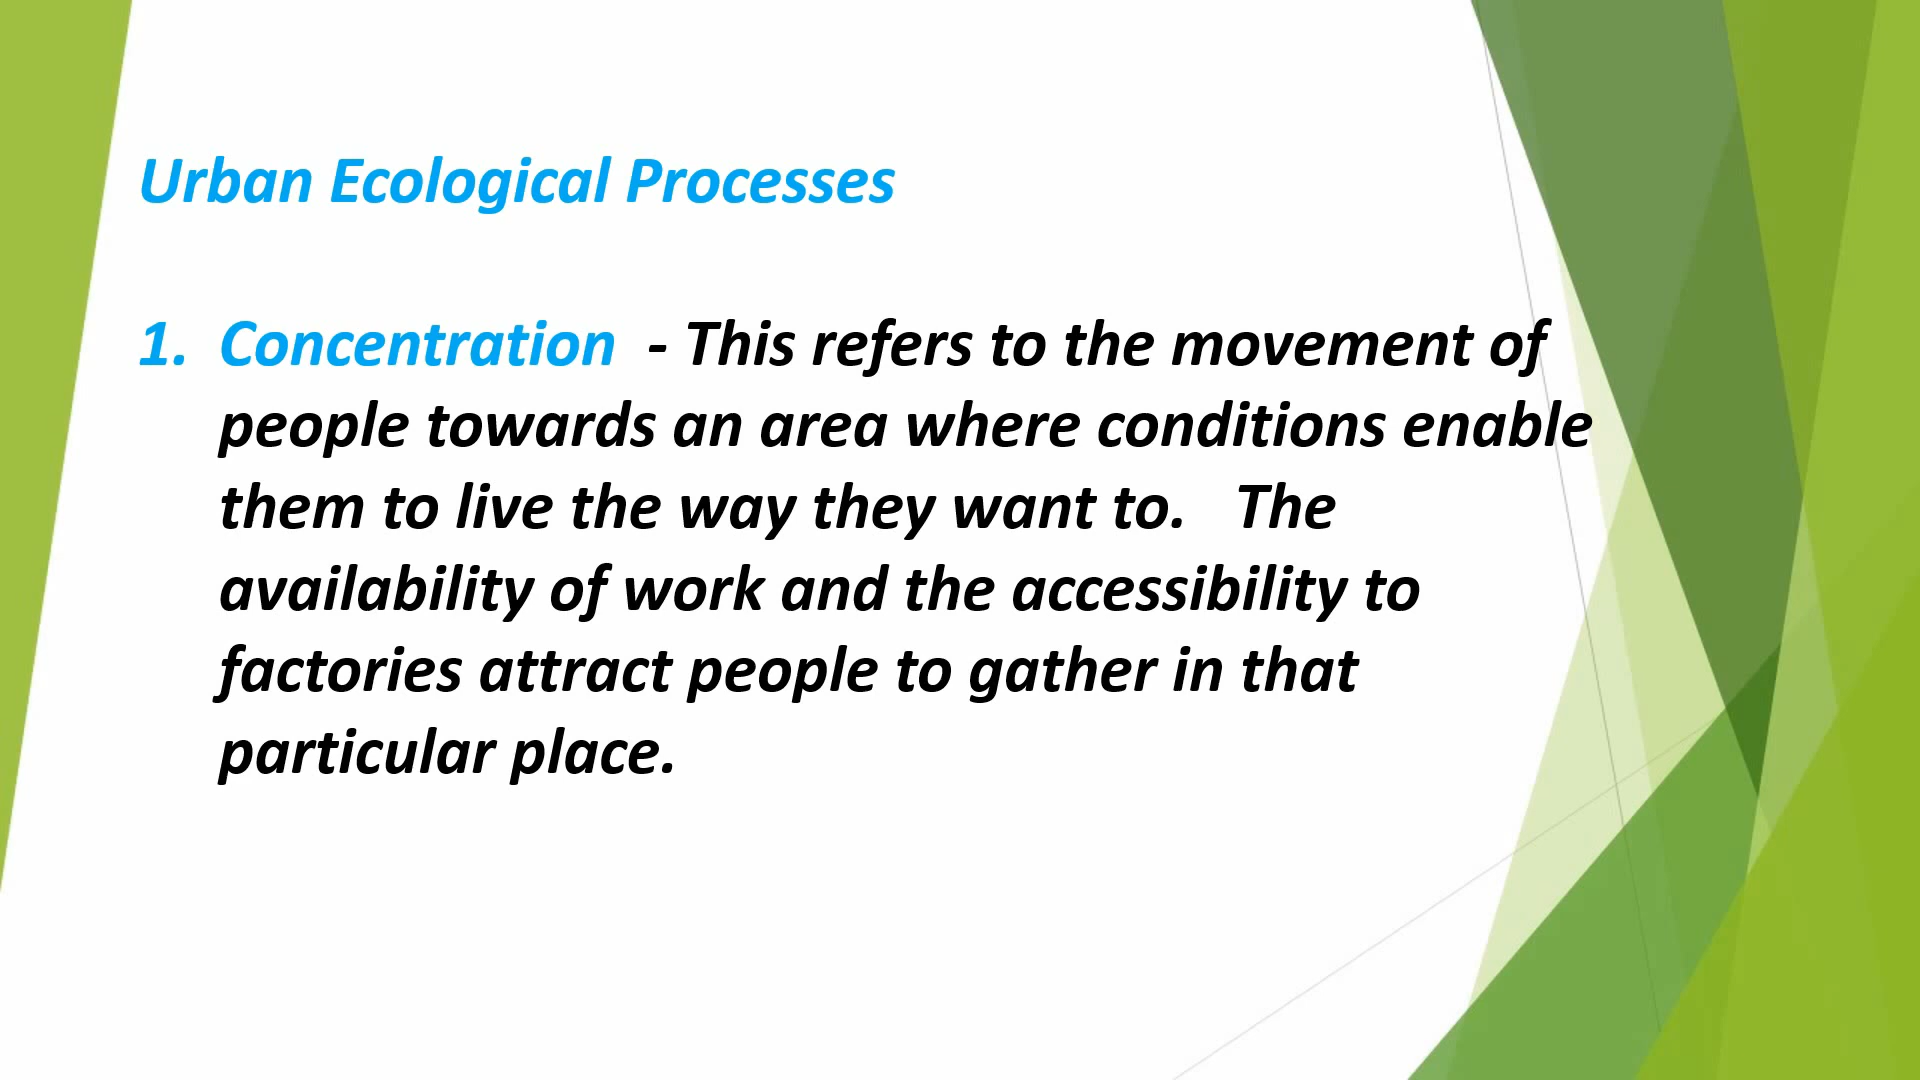 Urban Ecological Processes
1. Concentration - This refers to the movement of
people towards an area where conditions enable
them to live the way they want to. The
availability of work and the accessibility to
factories attract people to gather in that
particular place.